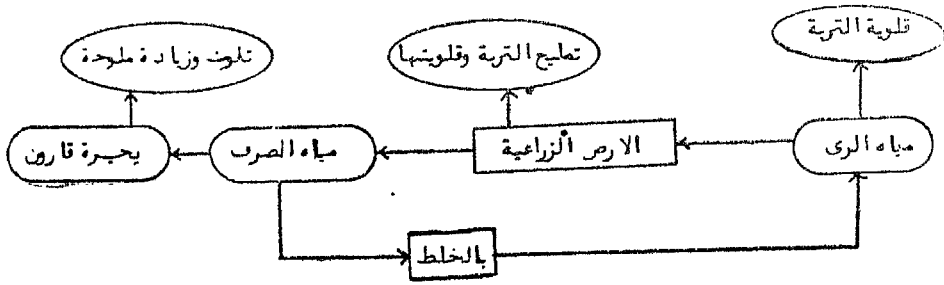 قلوية التربة
تمليح التربة وقلويتها
تلوث وزيادة ملوحة
مياه الرى
الارض الزراعية
مياه الصرف
بحيرة قارون
بالخلط